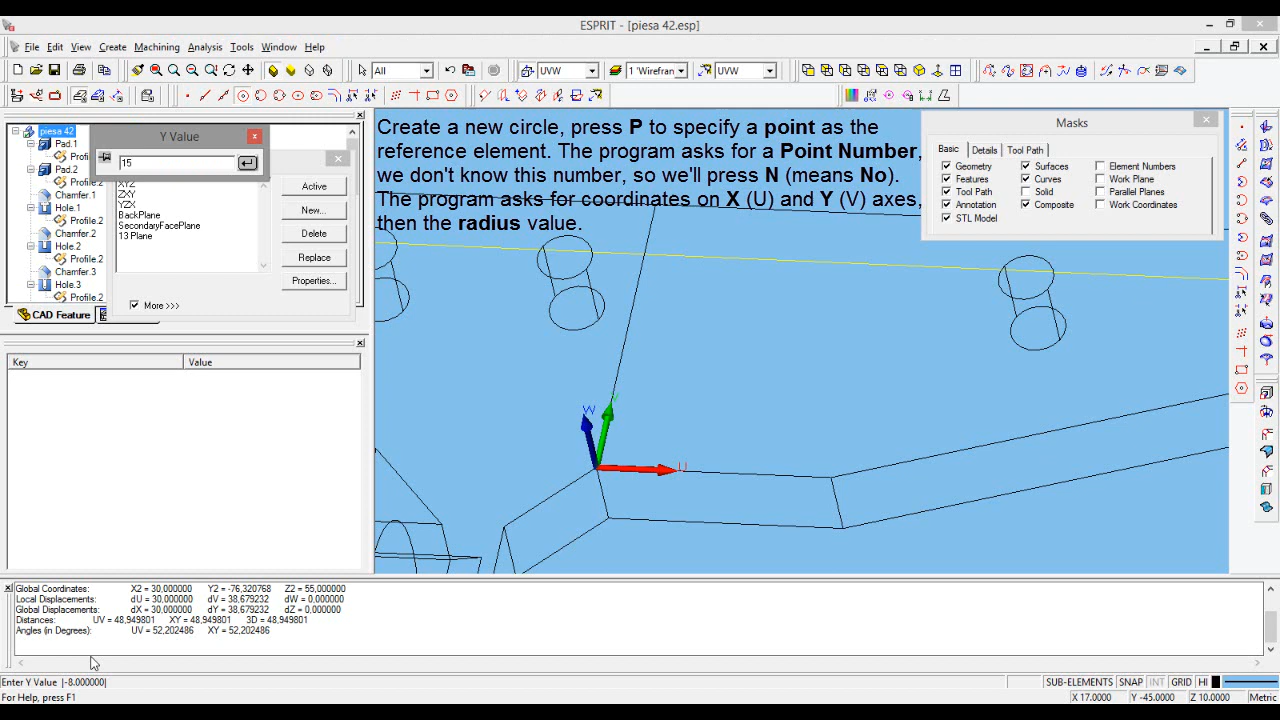 ESPRIT - [piesa 42.esp]
File Edit View Create Machining Analysis Tools Window Help
All
UVW
1 'Wirefran
UVW
piesa 42
Pad.1
Profi
Pad.2
Profile.2
Chamfer.1
Hole.1
Profile.2
Chamfer.2
Hole.2
Profile.2
Chamfer.3
Hole.3
Profile.2
CAD Feature
Y Value
15
XYZ
ZXY
YZX
BackPlane
SecondayFacePlane
13 Plane
Active
New...
Delete
Replace
Properties...
More >>>
Create a new circle, press P to specify a point as the
reference element. The program asks for a Point Number,
we don't know this number, so we'll press N (means No).
The program asks for coordinates on X (U) and Y (V) axes,
then the radius value.
Masks
Basic Details Tool Path
Geometry Surfaces Element Numbers
Features Curves Work Plane
Tool Path Solid Parallel Planes
Annotation Composite Work Coordinates
STL Model
W V U
Key Value
Global Coordinates: X2 = 30,000000 Y2 = -76,320768 Z2 = 55,000000
Local Displacements: dU = 30,000000 dV = 38,679232 dW = 0,000000
Global Displacements: dX = 30,000000 dY = 38,679232 dZ = 0,000000
Distances: UV = 48,949801 XY = 48,949801 3D = 48,949801
Angles (in Degrees): UV = 52,202486 XY = 52,202486
Enter Y Value |-8.000000|
SUB-ELEMENTS SNAP INT GRID HI
For Help, press F1
X 17.0000 Y -45.0000 Z 10.0000 Metric